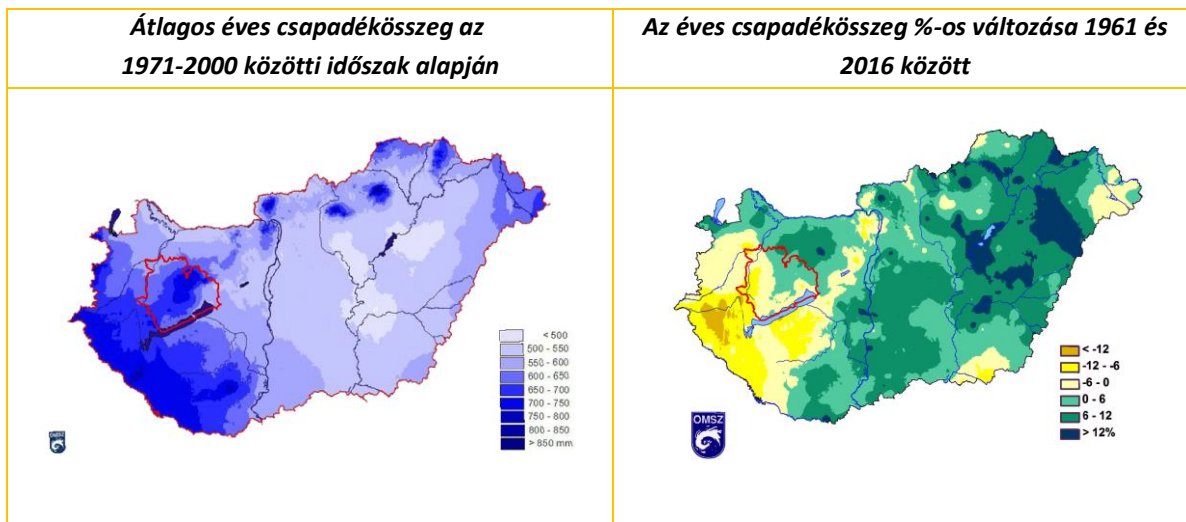 Átlagos éves csapadékösszeg az
1971-2000 közötti időszak alapján
Az éves csapadékösszeg %-os változása 1961 és
2016 között
< 500
500 - 550
550 - 600
600 - 650
650 - 700
700 - 750
750 - 800
800 - 850
> 850 mm
OMSZ
< -12
-12 - -6
-6 - 0
0 - 6
6 - 12
> 12%